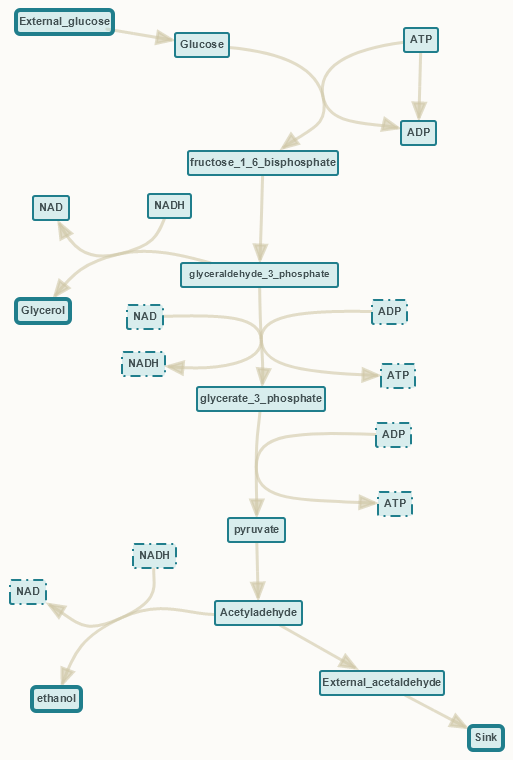 External_glucose
Glucose
ATP
ADP
fructose_1_6_bisphosphate
NAD
NADH
glyceraldehyde_3_phosphate
Glycerol
NAD
ADP
NADH
ATP
glycerate_3_phosphate
ADP
ATP
pyruvate
NADH
NAD
Acetyladehyde
External_acetaldehyde
ethanol
Sink